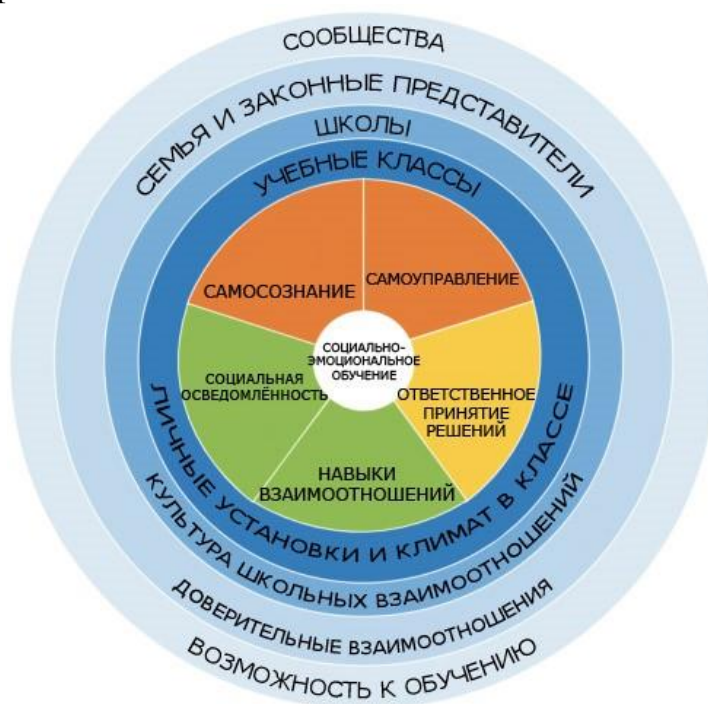 СООБЩЕСТВА
СЕМЬЯ И ЗАКОННЫЕ ПРЕДСТАВИТЕЛИ
ШКОЛЫ
УЧЕБНЫЕ КЛАССЫ
САМОСОЗНАНИЕ
САМОУПРАВЛЕНИЕ
СОЦИАЛЬНО-
ЭМОЦИОНАЛЬНОЕ
ОБУЧЕНИЕ
СОЦИАЛЬНАЯ
ОСВЕДОМЛЁННОСТЬ
ОТВЕТСТВЕННОЕ
ПРИНЯТИЕ
РЕШЕНИЙ
НАВЫКИ
ВЗАИМООТНОШЕНИЙ
ЛИЧНЫЕ УСТАНОВКИ И КЛИМАТ В КЛАССЕ
КУЛЬТУРА ШКОЛЬНЫХ ВЗАИМООТНОШЕНИЙ
ДОВЕРИТЕЛЬНЫЕ ВЗАИМООТНОШЕНИЯ
ВОЗМОЖНОСТЬ К ОБУЧЕНИЮ